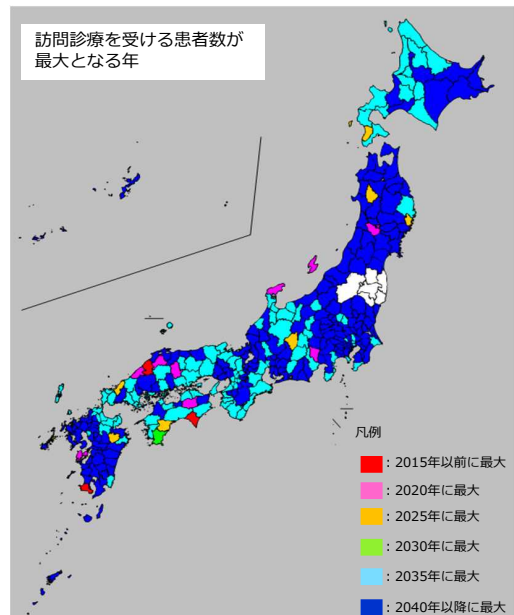 訪問診療を受ける患者数が
最大となる年
凡例
：2015年以前に最大
：2020年に最大
：2025年に最大
：2030年に最大
：2035年に最大
：2040年以降に最大